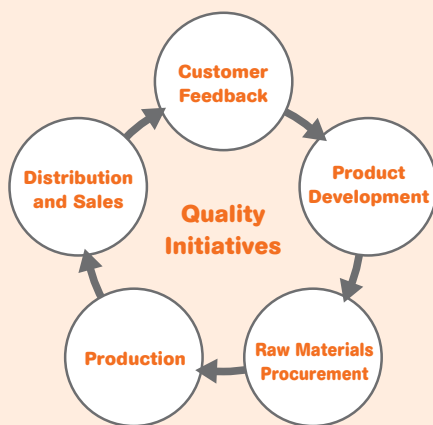 Customer
Feedback
Product
Development
Raw Materials
Procurement
Production
Distribution
and Sales
Quality
Initiatives